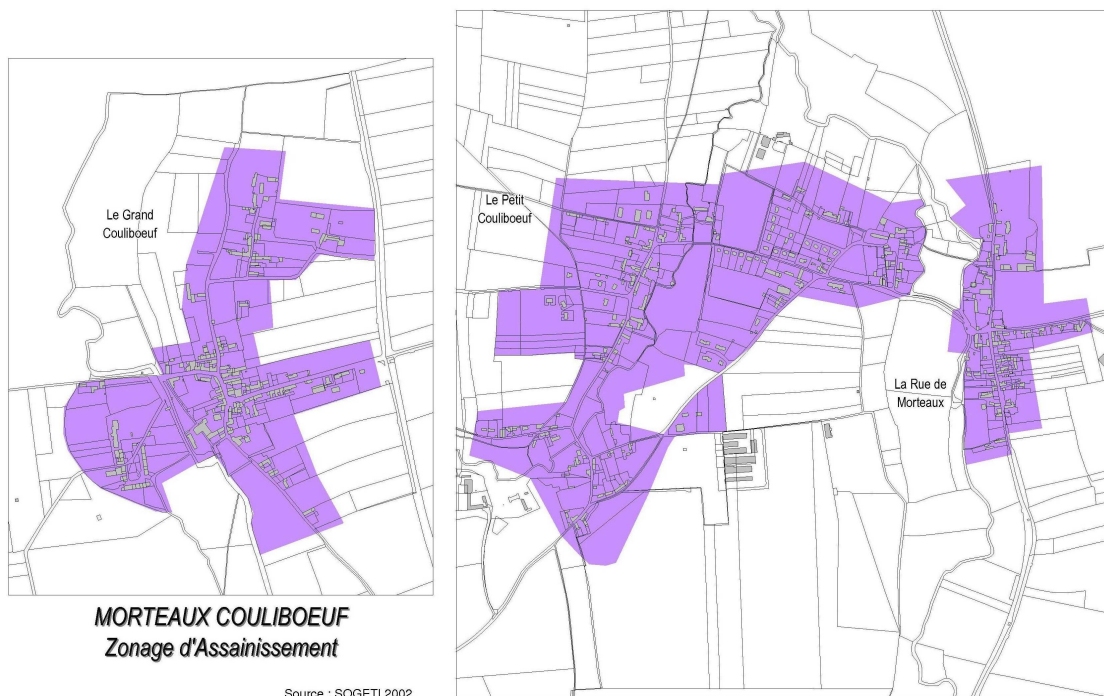 Le Grand
Couliboeuf
Le Petit
Couliboeuf
La Rue de
Morteaux
MORTEAUX COULIBOEUF
Zonage d'Assainissement
Source : SOGETI 2002